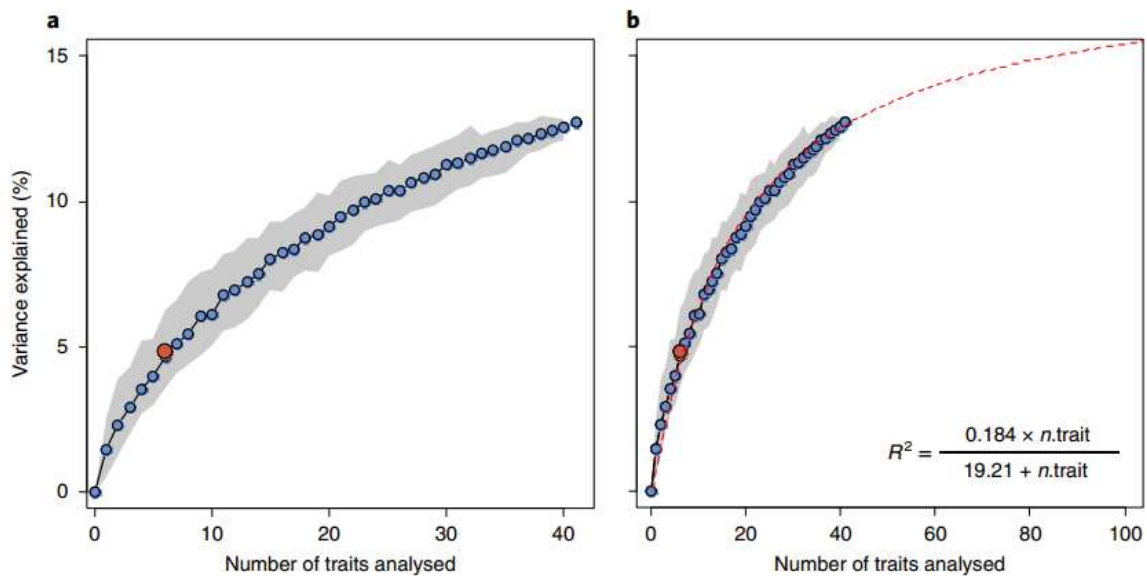 a
b
Variance explained (%)
15
10
5
0
0 10 20 30 40
Number of traits analysed
R² = 0.184 × n.trait / 19.21 + n.trait
0 20 40 60 80 100
Number of traits analysed